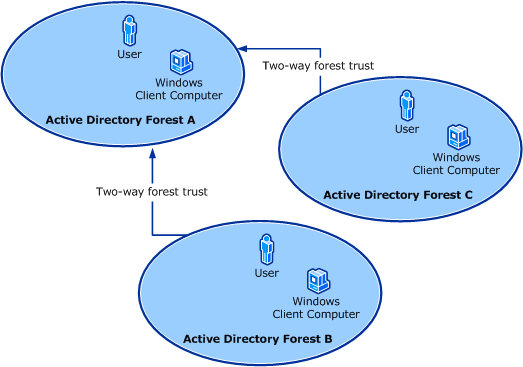 User
Windows
Client Computer
Active Directory Forest A
Two-way forest trust
User
Windows
Client Computer
Active Directory Forest C
Two-way forest trust
User
Windows
Client Computer
Active Directory Forest B